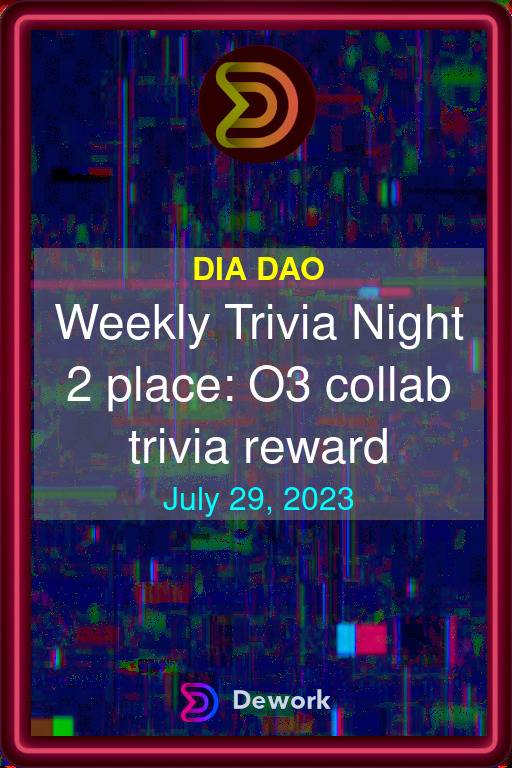 DIA DAO
Weekly Trivia Night
2 place: O3 collab
trivia reward
July 29, 2023
Dework